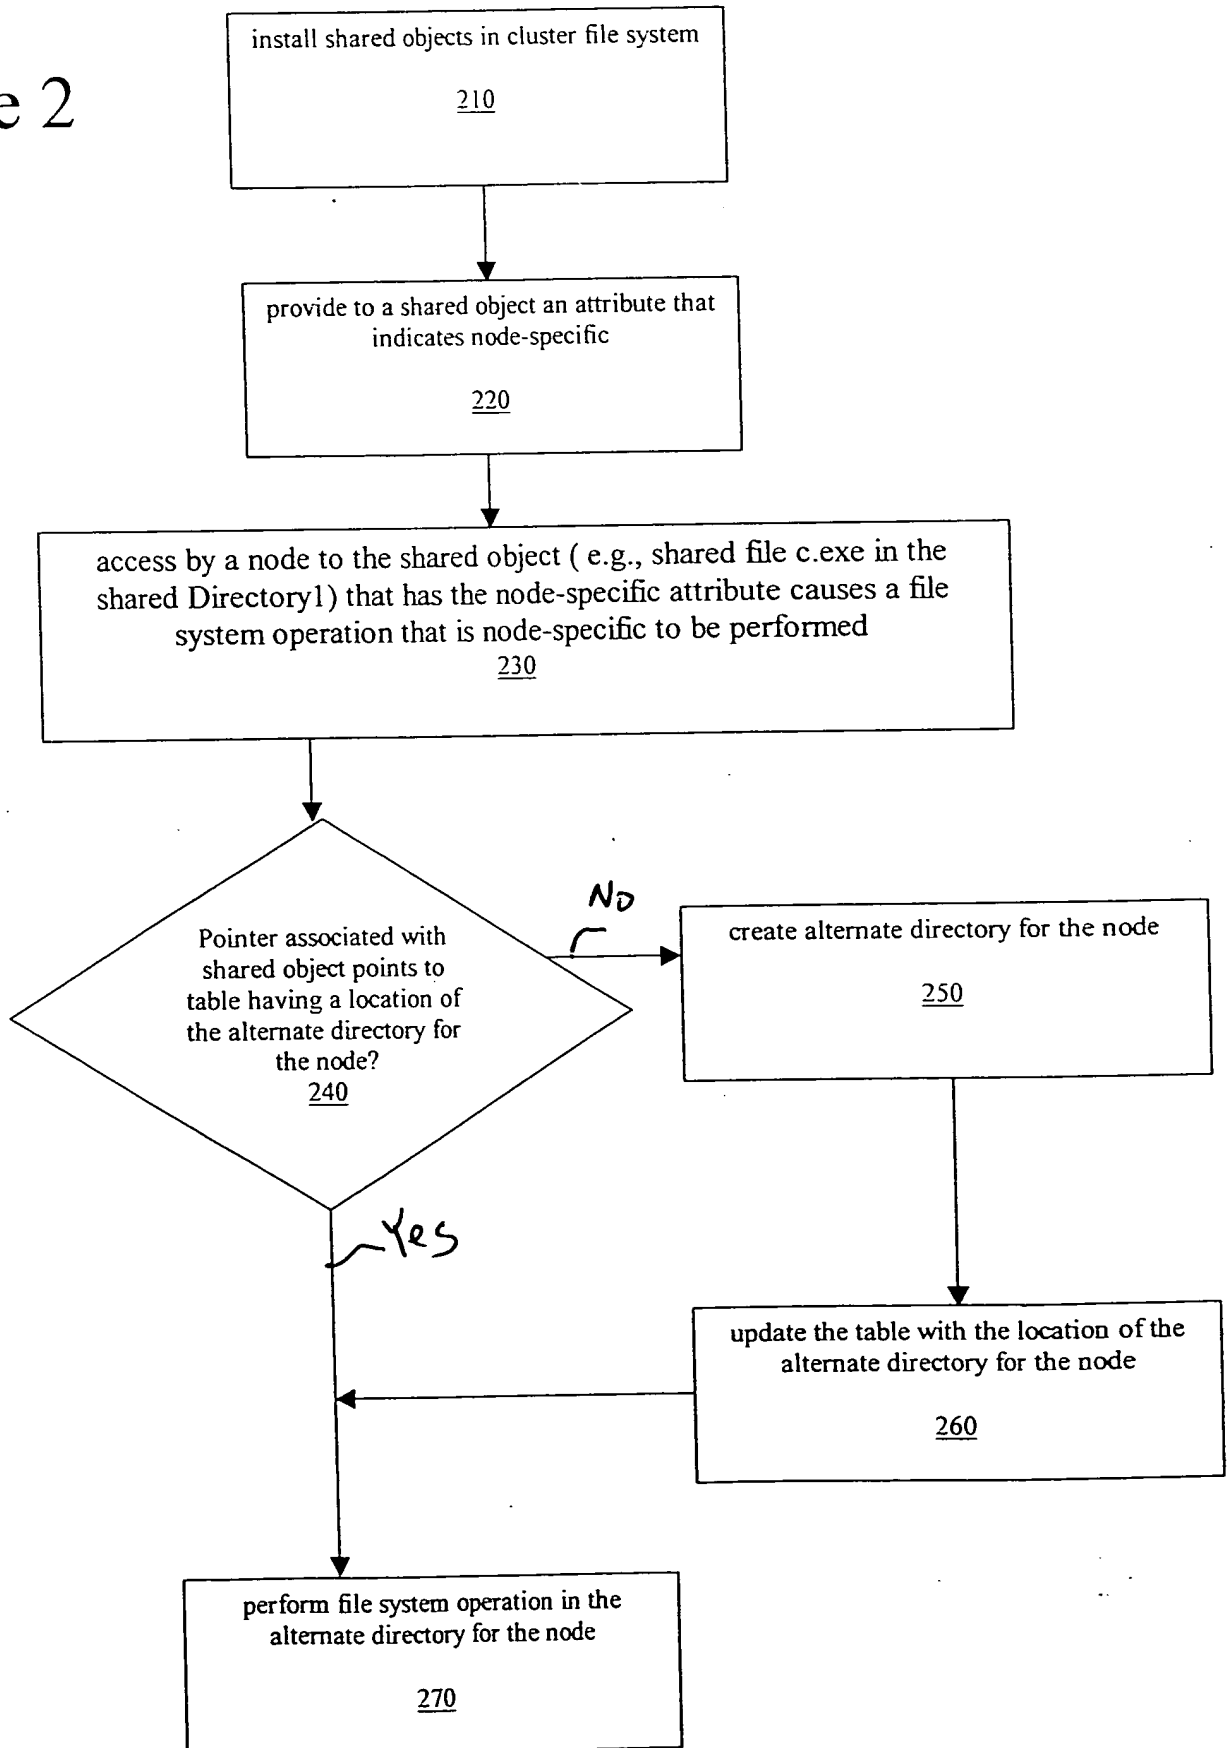 install shared objects in cluster file system
210
e 2
provide to a shared object an attribute that
indicates node-specific
220
access by a node to the shared object ( e.g., shared file c.exe in the
shared Directory1) that has the node-specific attribute causes a file
system operation that is node-specific to be performed
230
No
Pointer associated with
shared object points to
table having a location of
the alternate directory for
the node?
240
create alternate directory for the node
250
Yes
update the table with the location of the
alternate directory for the node
260
perform file system operation in the
alternate directory for the node
270